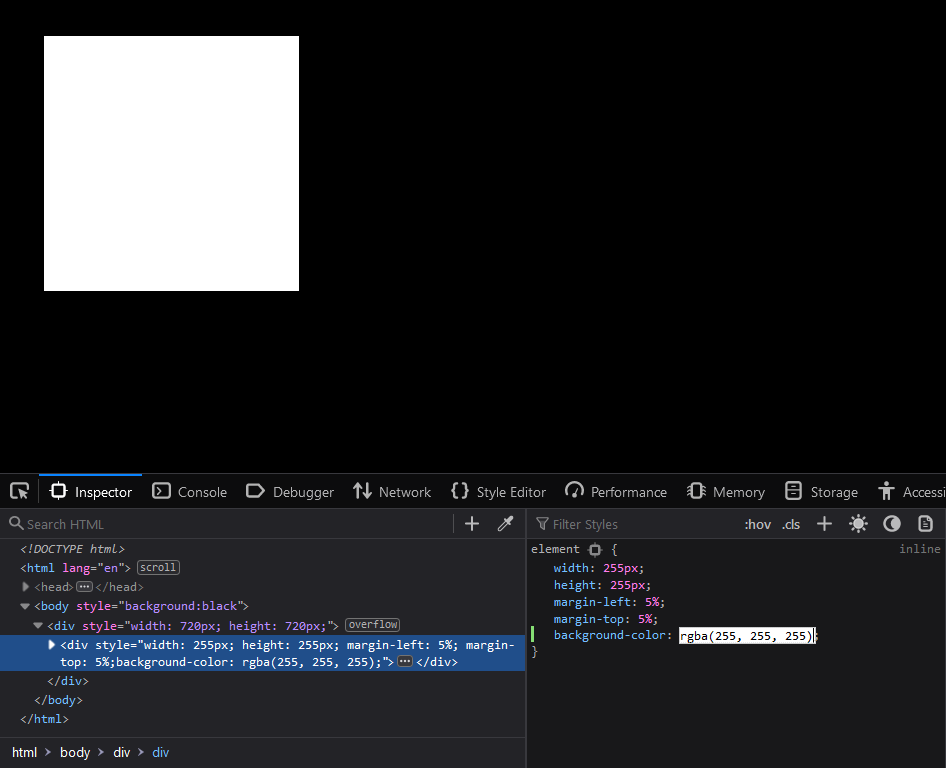 Inspector Console Debugger Network Style Editor Performance Memory Storage Accessi
Search HTML
Filter Styles :hov .cls
<!DOCTYPE html>
<html lang="en"> scroll
<head> ••• </head>
<body style="background:black">
<div style="width: 720px; height: 720px;"> overflow
<div style="width: 255px; height: 255px; margin-left: 5%; margin-
top: 5%;background-color: rgba(255, 255, 255);"> ••• </div>
</div>
</body>
</html>
html > body > div > div
element { inline
width: 255px;
height: 255px;
margin-left: 5%;
margin-top: 5%;
background-color: rgba(255, 255, 255);
}